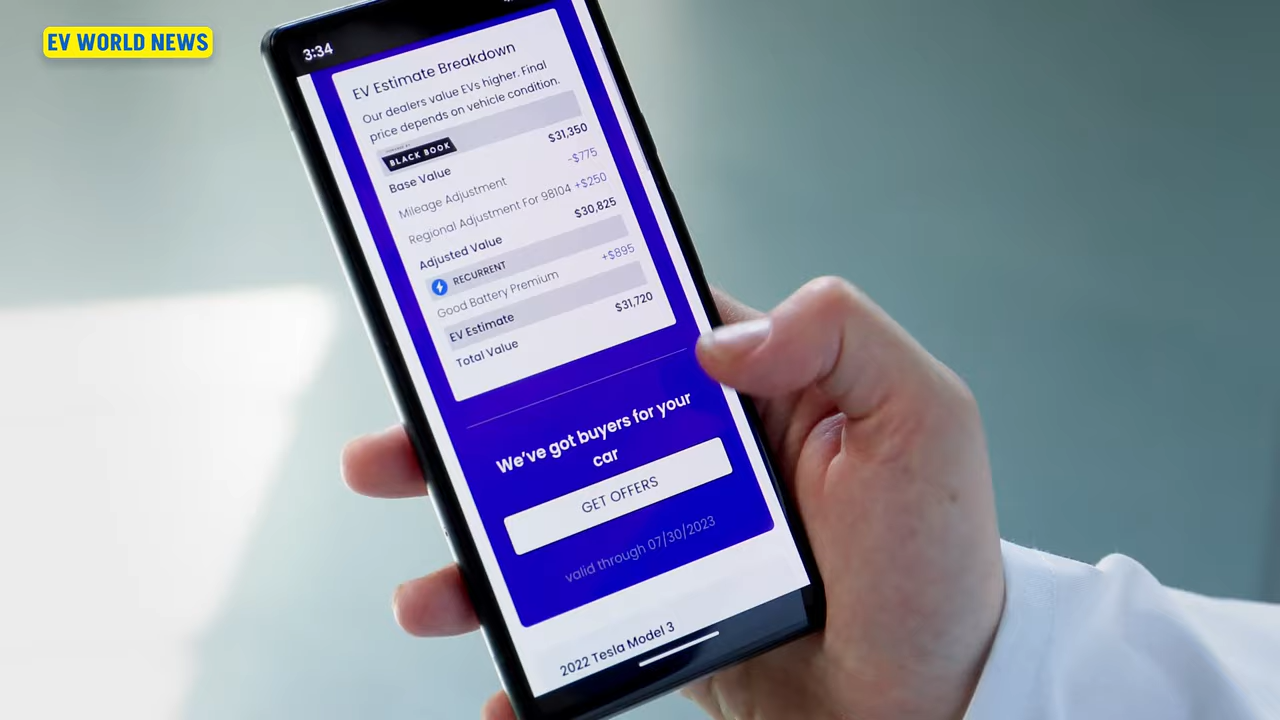 EV WORLD NEWS
3:34
EV Estimate Breakdown
Our dealers value EVs higher. Final
price depends on vehicle condition.
BLACK BOOK
Base Value $31,350
Mileage Adjustment -$775
Regional Adjustment For 98104 +$250
Adjusted Value $30,825
RECURRENT
Good Battery Premium +$895
EV Estimate
Total Value $31,720
We've got buyers for your
car
GET OFFERS
valid through 07/30/2023
2022 Tesla Model 3